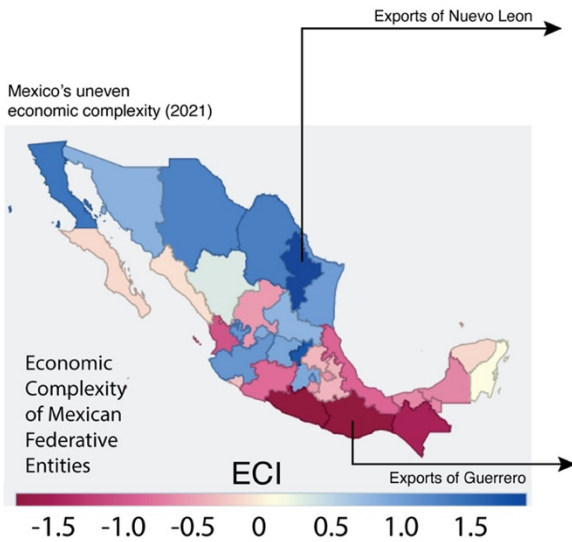 Exports of Nuevo Leon
Mexico's uneven
economic complexity (2021)
Economic
Complexity
of Mexican
Federative
Entities
ECI
Exports of Guerrero
-1.5 -1.0 -0.5 0 0.5 1.0 1.5